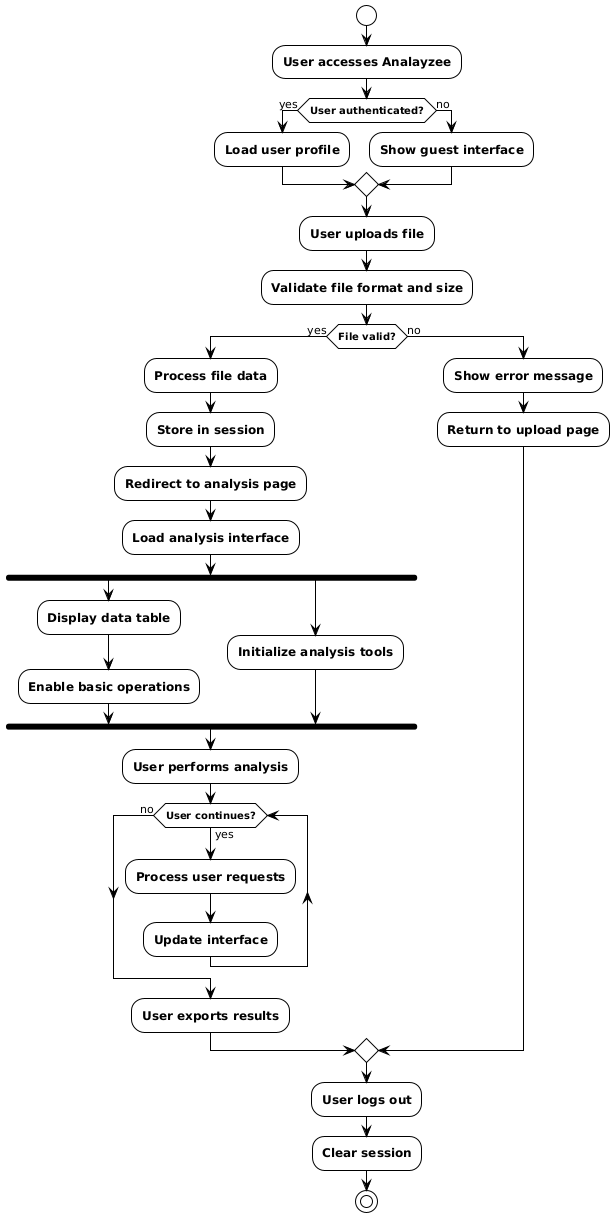 User accesses Analayzee
yes
User authenticated?
no
Load user profile
Show guest interface
User uploads file
Validate file format and size
yes
File valid?
no
Process file data
Show error message
Store in session
Return to upload page
Redirect to analysis page
Load analysis interface
Display data table
Initialize analysis tools
Enable basic operations
User performs analysis
no
User continues?
yes
Process user requests
Update interface
User exports results
User logs out
Clear session